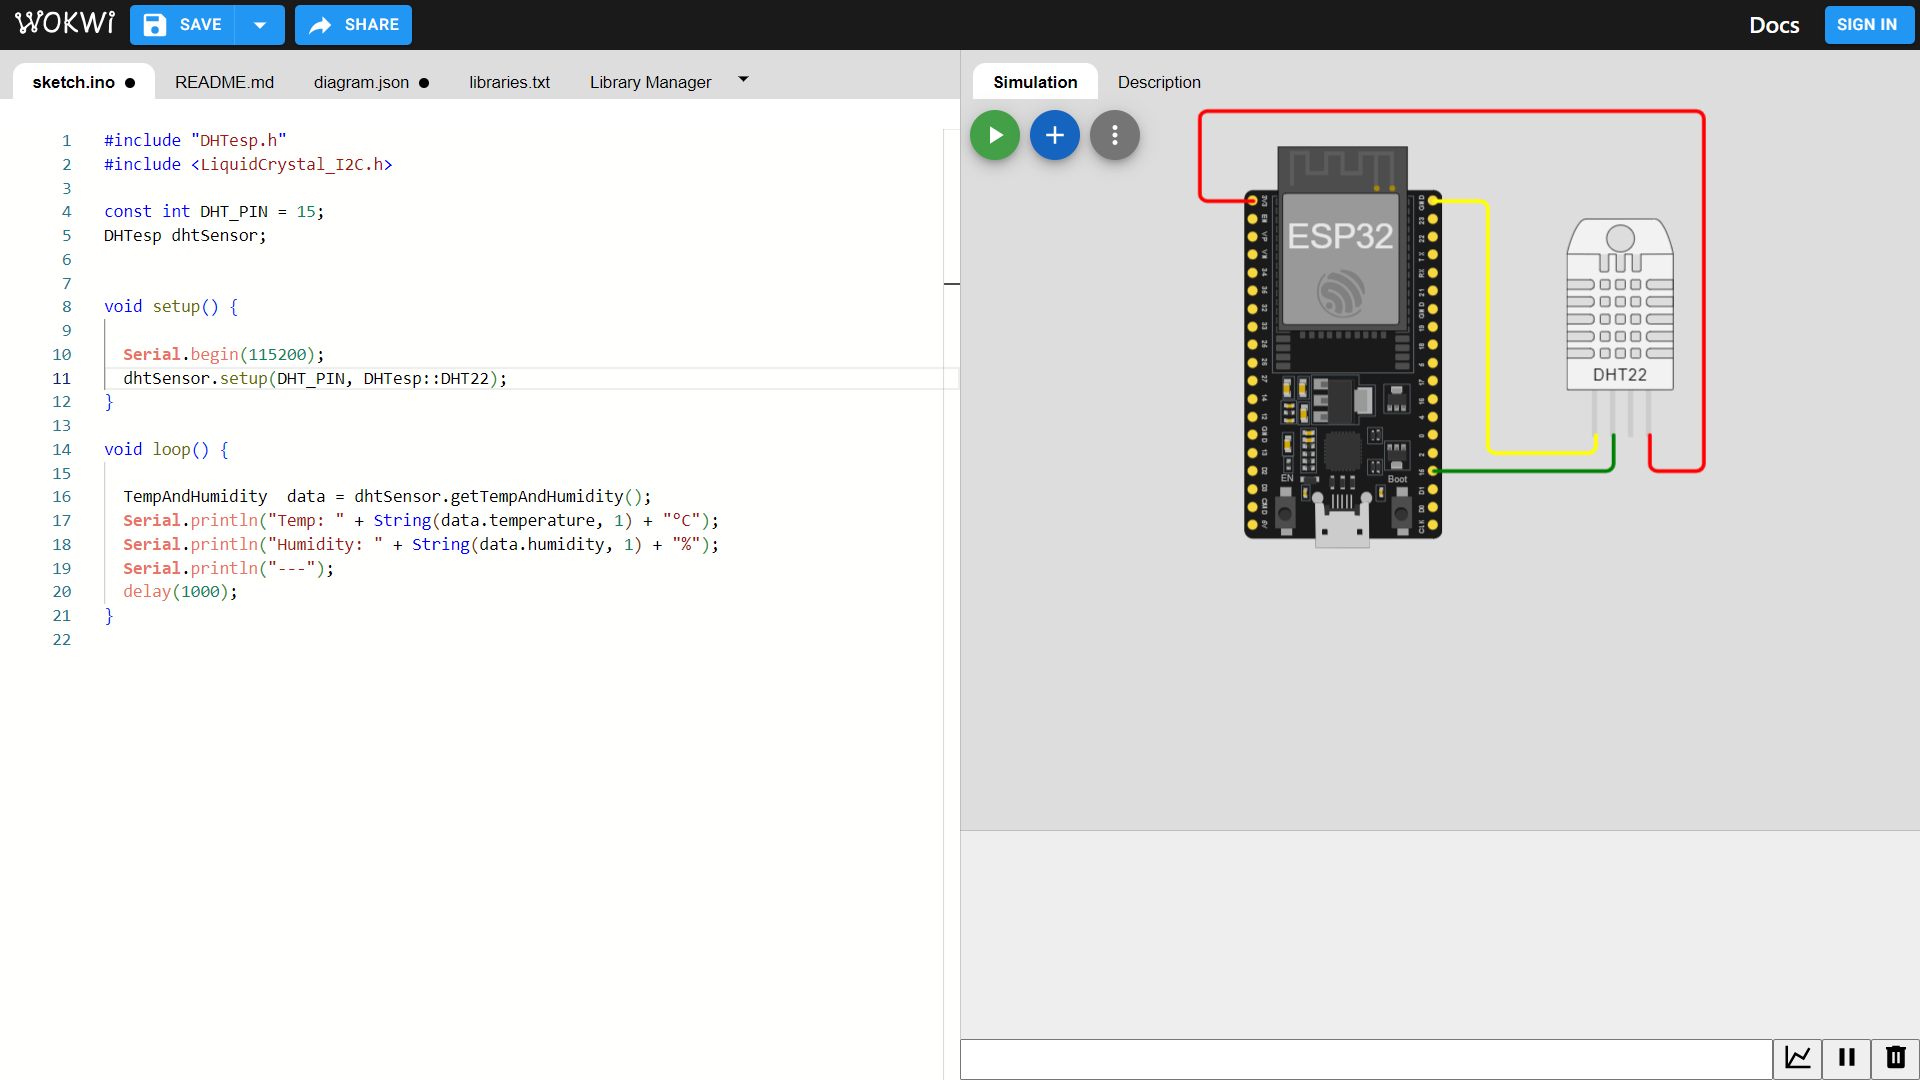 WOKWi SAVE SHARE Docs SIGN IN
sketch.ino ● README.md diagram.json ● libraries.txt Library Manager
1 #include "DHTesp.h"
2 #include <LiquidCrystal_I2C.h>
3
4 const int DHT_PIN = 15;
5 DHTesp dhtSensor;
6
7
8 void setup() {
9
10 Serial.begin(115200);
11 dhtSensor.setup(DHT_PIN, DHTesp::DHT22);
12 }
13
14 void loop() {
15
16 TempAndHumidity  data = dhtSensor.getTempAndHumidity();
17 Serial.println("Temp: " + String(data.temperature, 1) + "°C");
18 Serial.println("Humidity: " + String(data.humidity, 1) + "%");
19 Serial.println("---");
20 delay(1000);
21 }
22
Simulation Description
ESP32
EN
Boot
DHT22